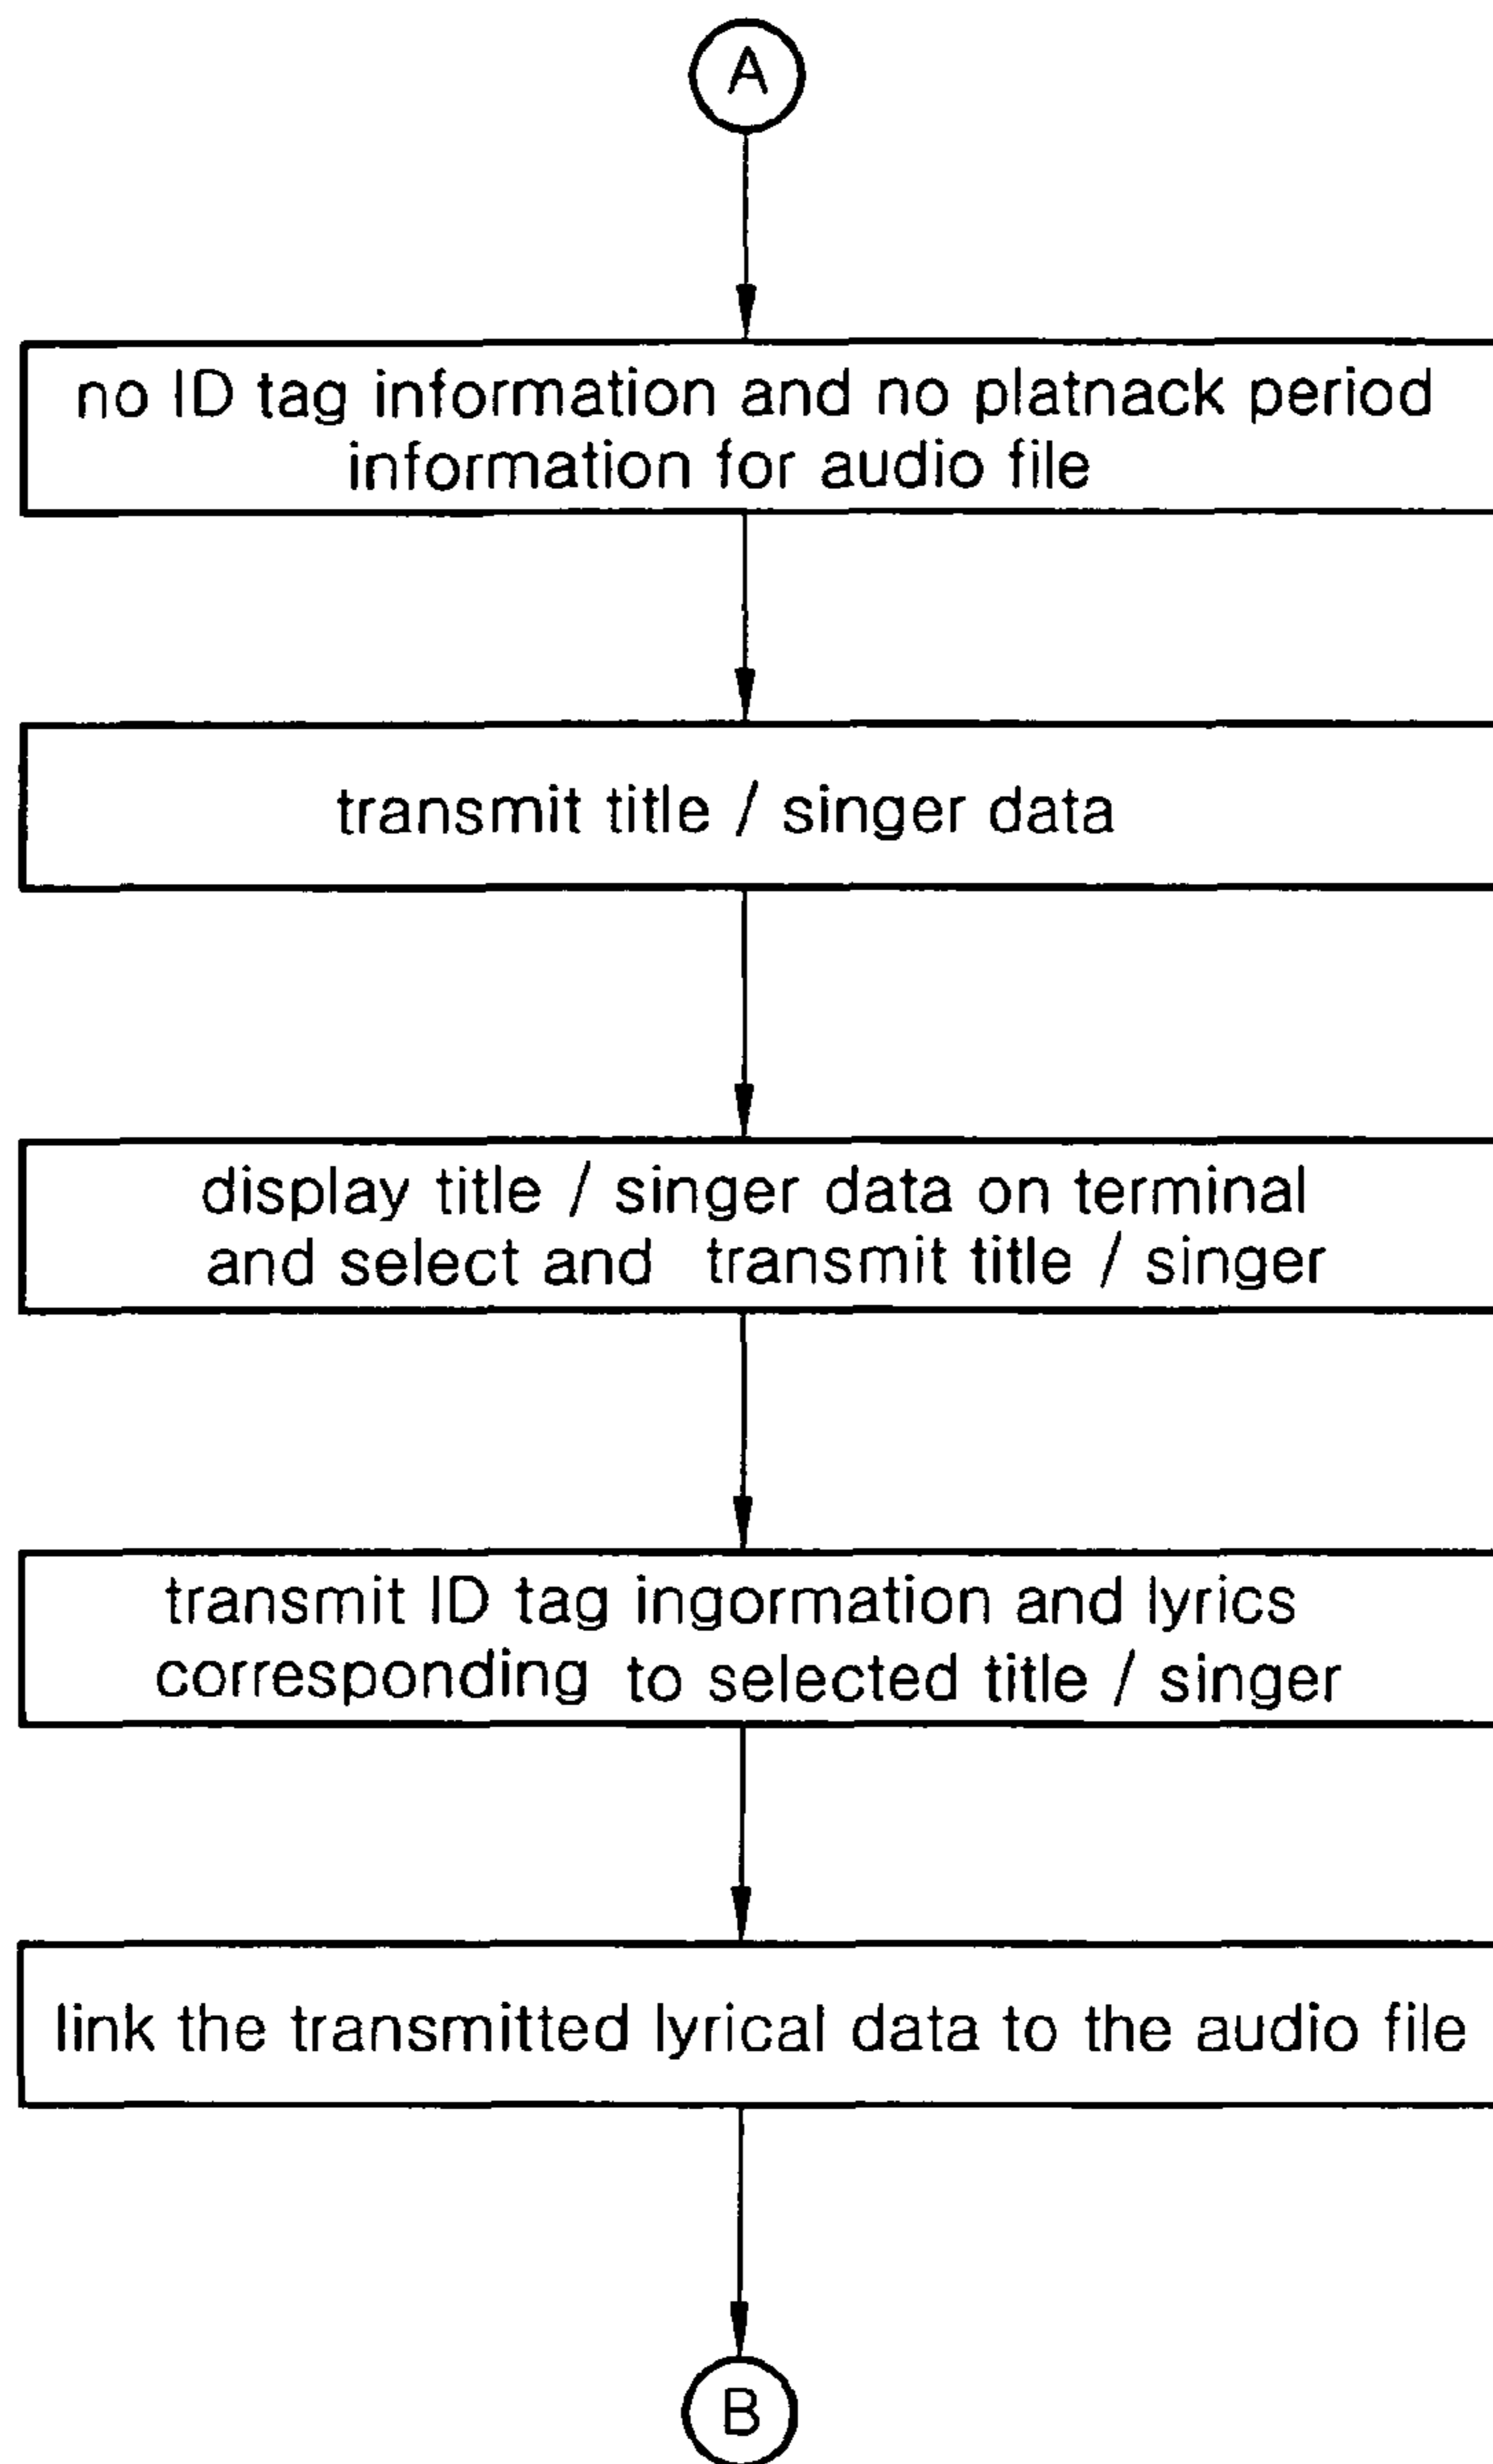 A
no ID tag information and no platnack period
information for audio file
transmit title / singer data
display title / singer data on terminal
and select and transmit title / singer
transmit ID tag ingormation and lyrics
corresponding to selected title / singer
link the transmitted lyrical data to the audio file
B